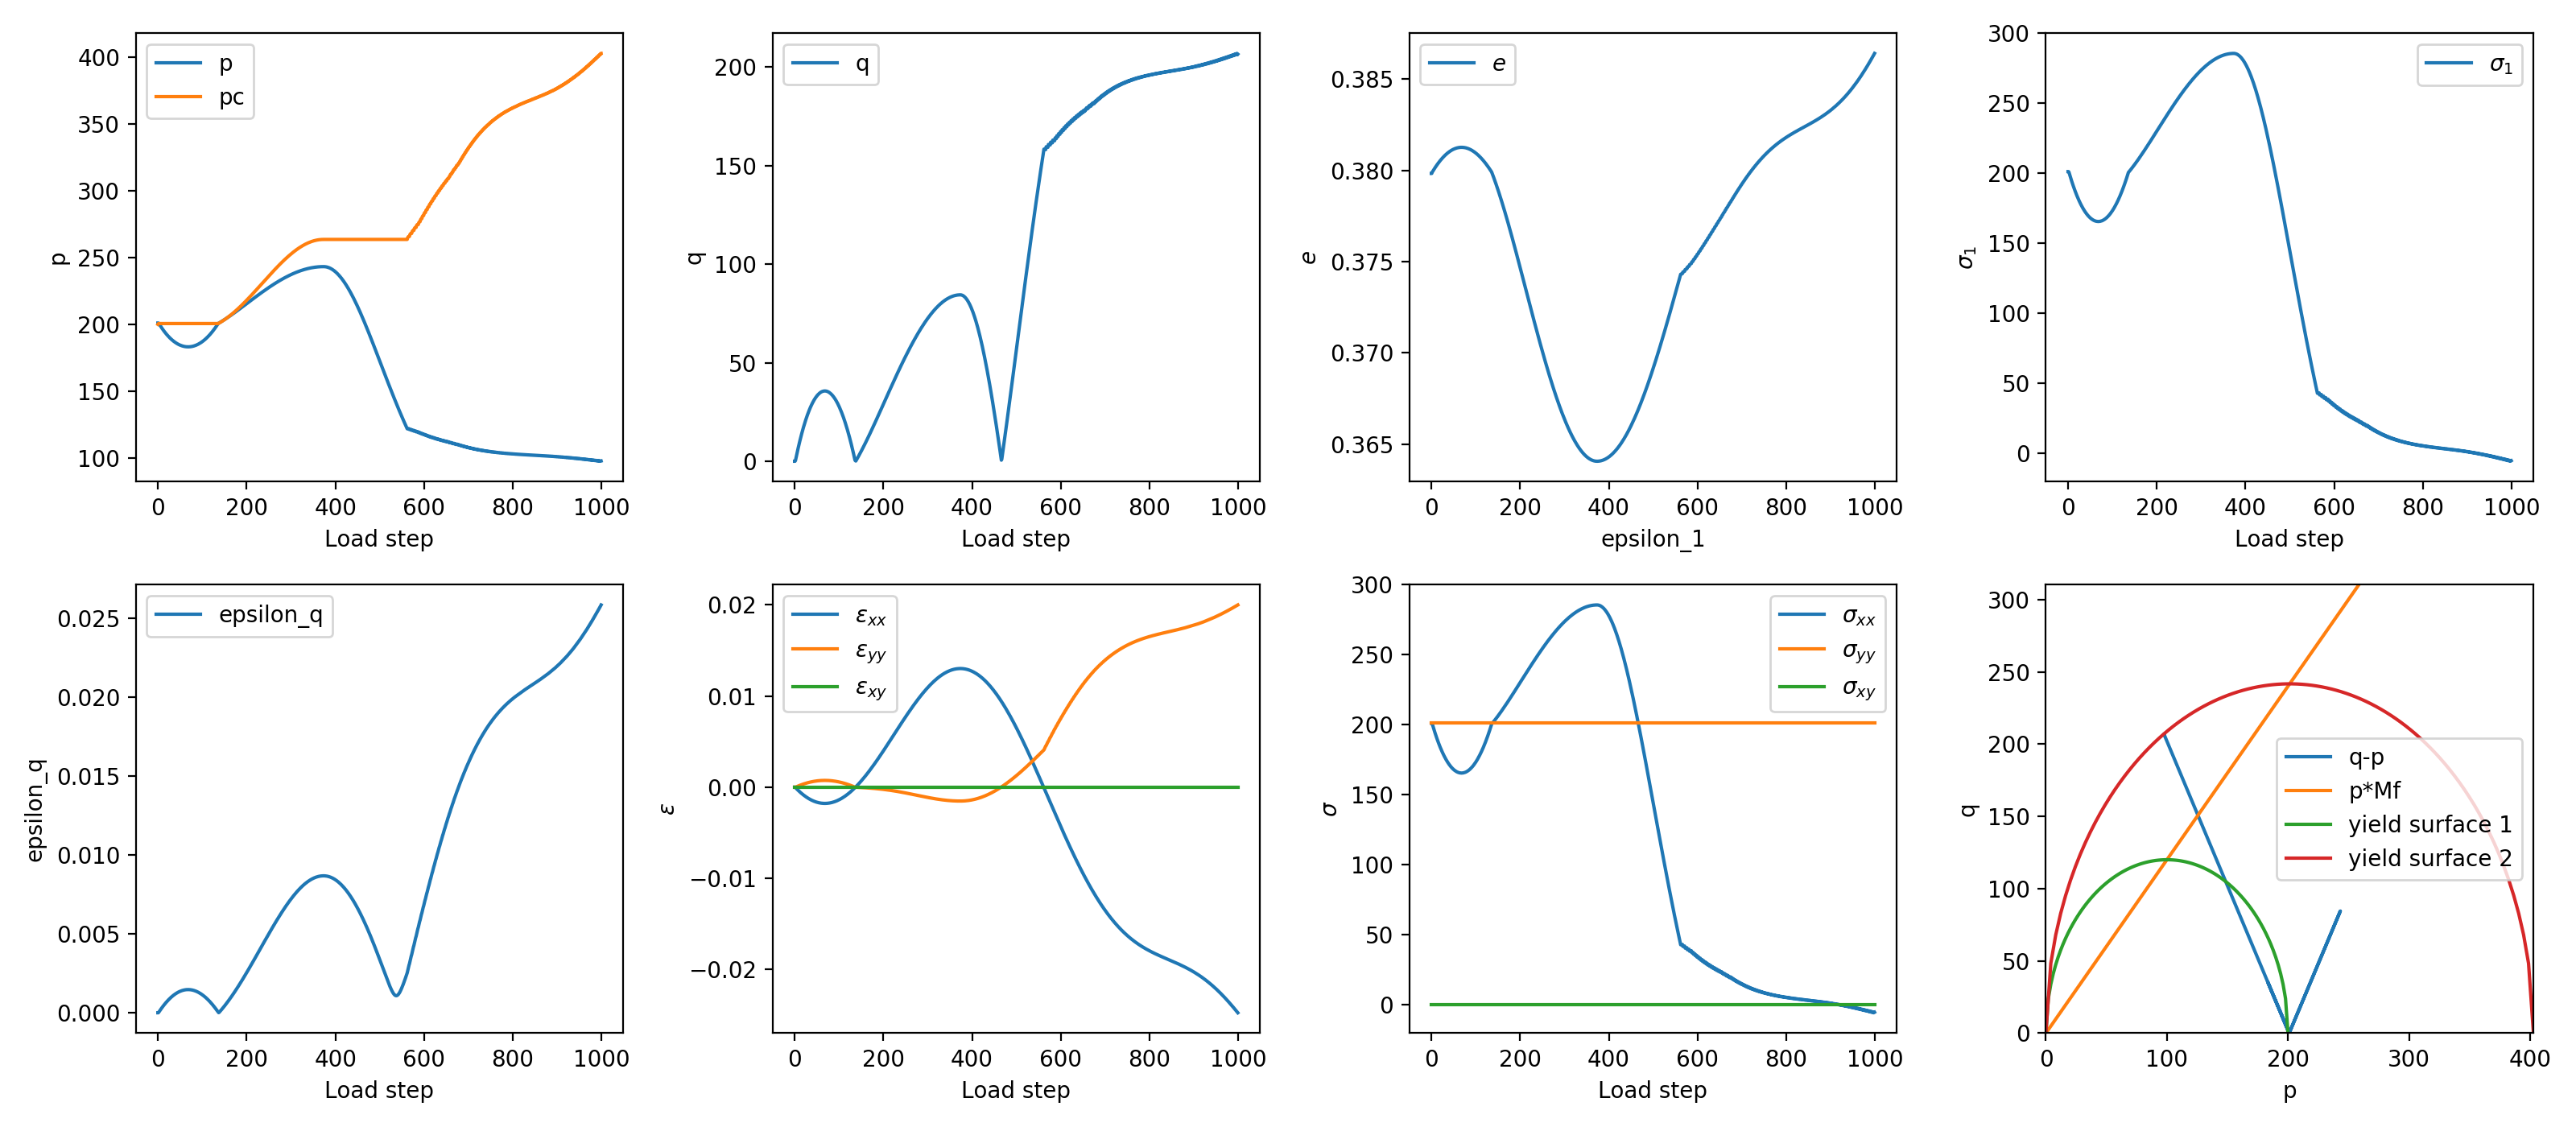 p
pc
400
350
300
250
200
150
100
p
0 200 400 600 800 1000
Load step
q
200
150
100
50
0
q
0 200 400 600 800 1000
Load step
e
0.385
0.380
0.375
0.370
0.365
e
0 200 400 600 800 1000
epsilon_1
σ₁
300
250
200
150
100
50
0
σ₁
0 200 400 600 800 1000
Load step
epsilon_q
0.025
0.020
0.015
0.010
0.005
0.000
epsilon_q
0 200 400 600 800 1000
Load step
εxx
εyy
εxy
0.02
0.01
0.00
−0.01
−0.02
ε
0 200 400 600 800 1000
Load step
σxx
σyy
σxy
300
250
200
150
100
50
0
σ
0 200 400 600 800 1000
Load step
q-p
p*Mf
yield surface 1
yield surface 2
300
250
200
150
100
50
0
q
0 100 200 300 400
p